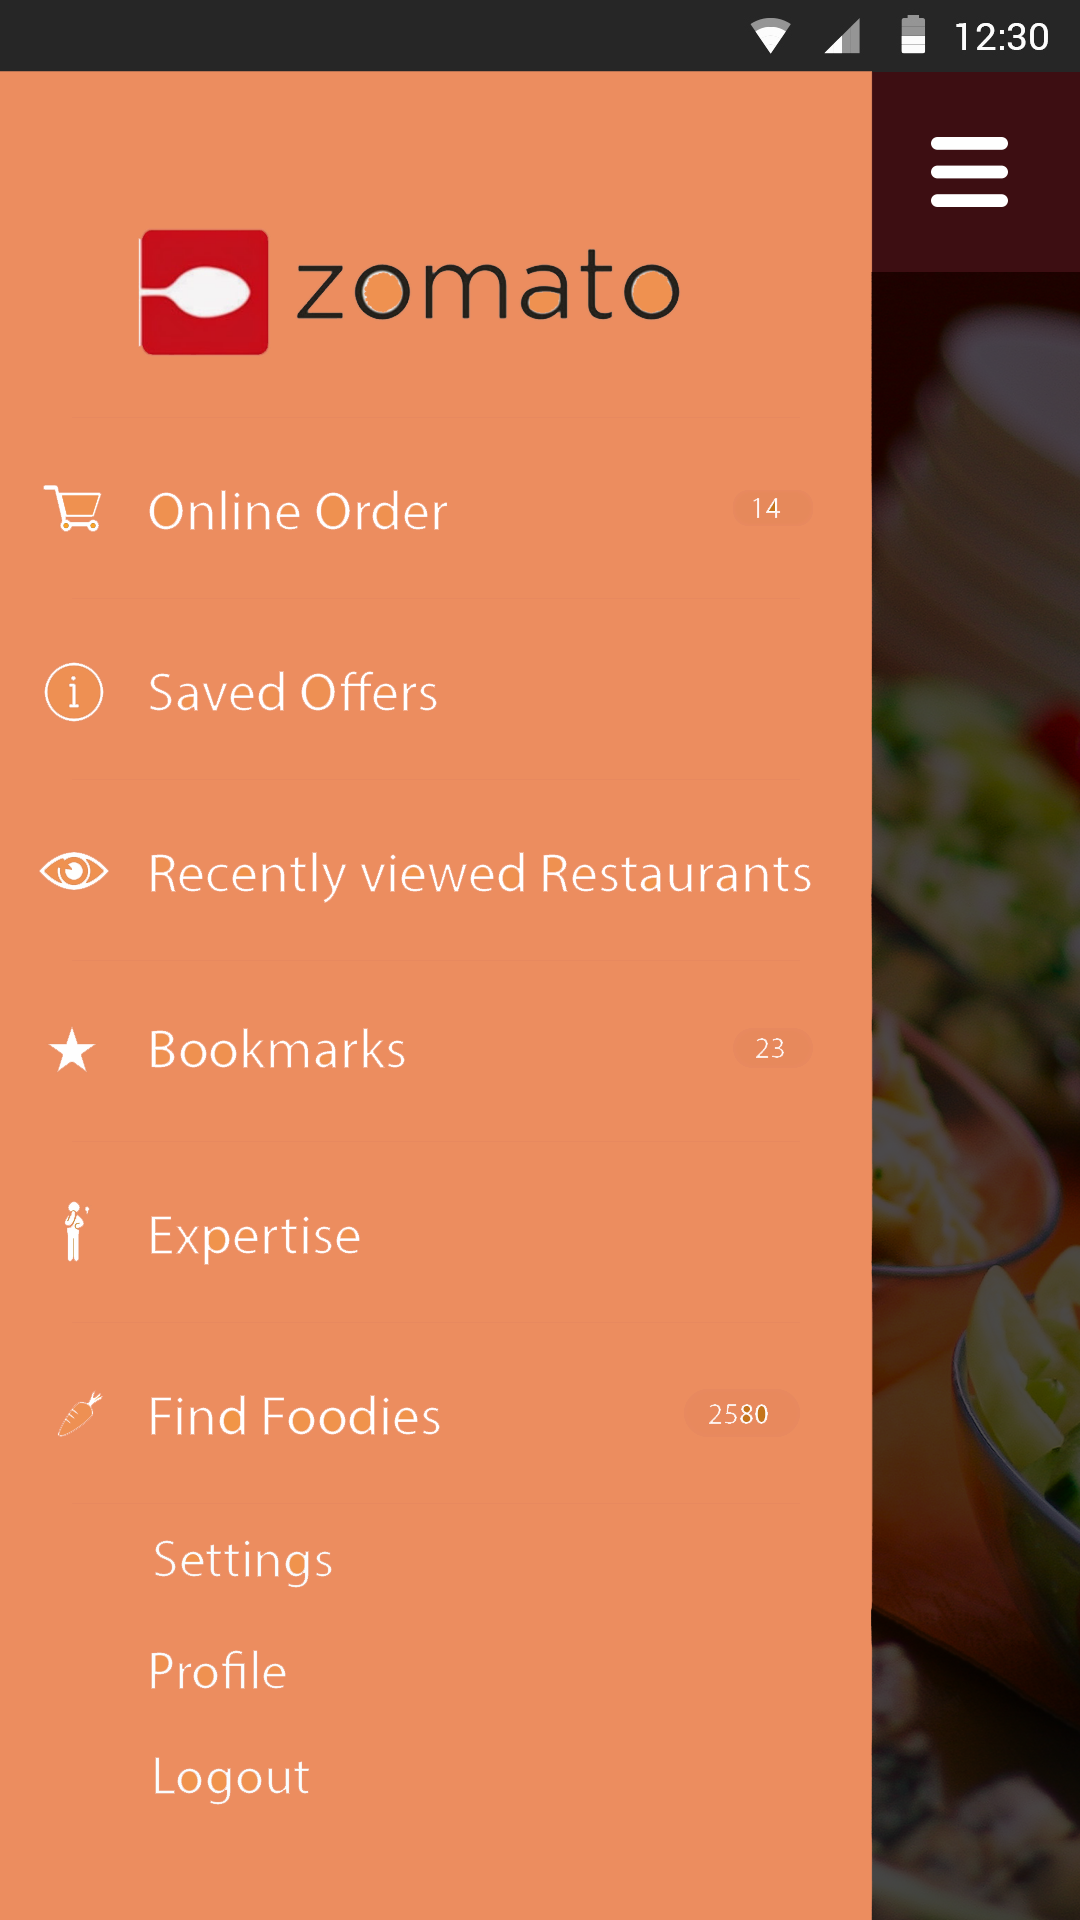 12:30
zomato
Online Order 14
Saved Offers
Recently viewed Restaurants
Bookmarks 23
Expertise
Find Foodies 2580
Settings
Profile
Logout